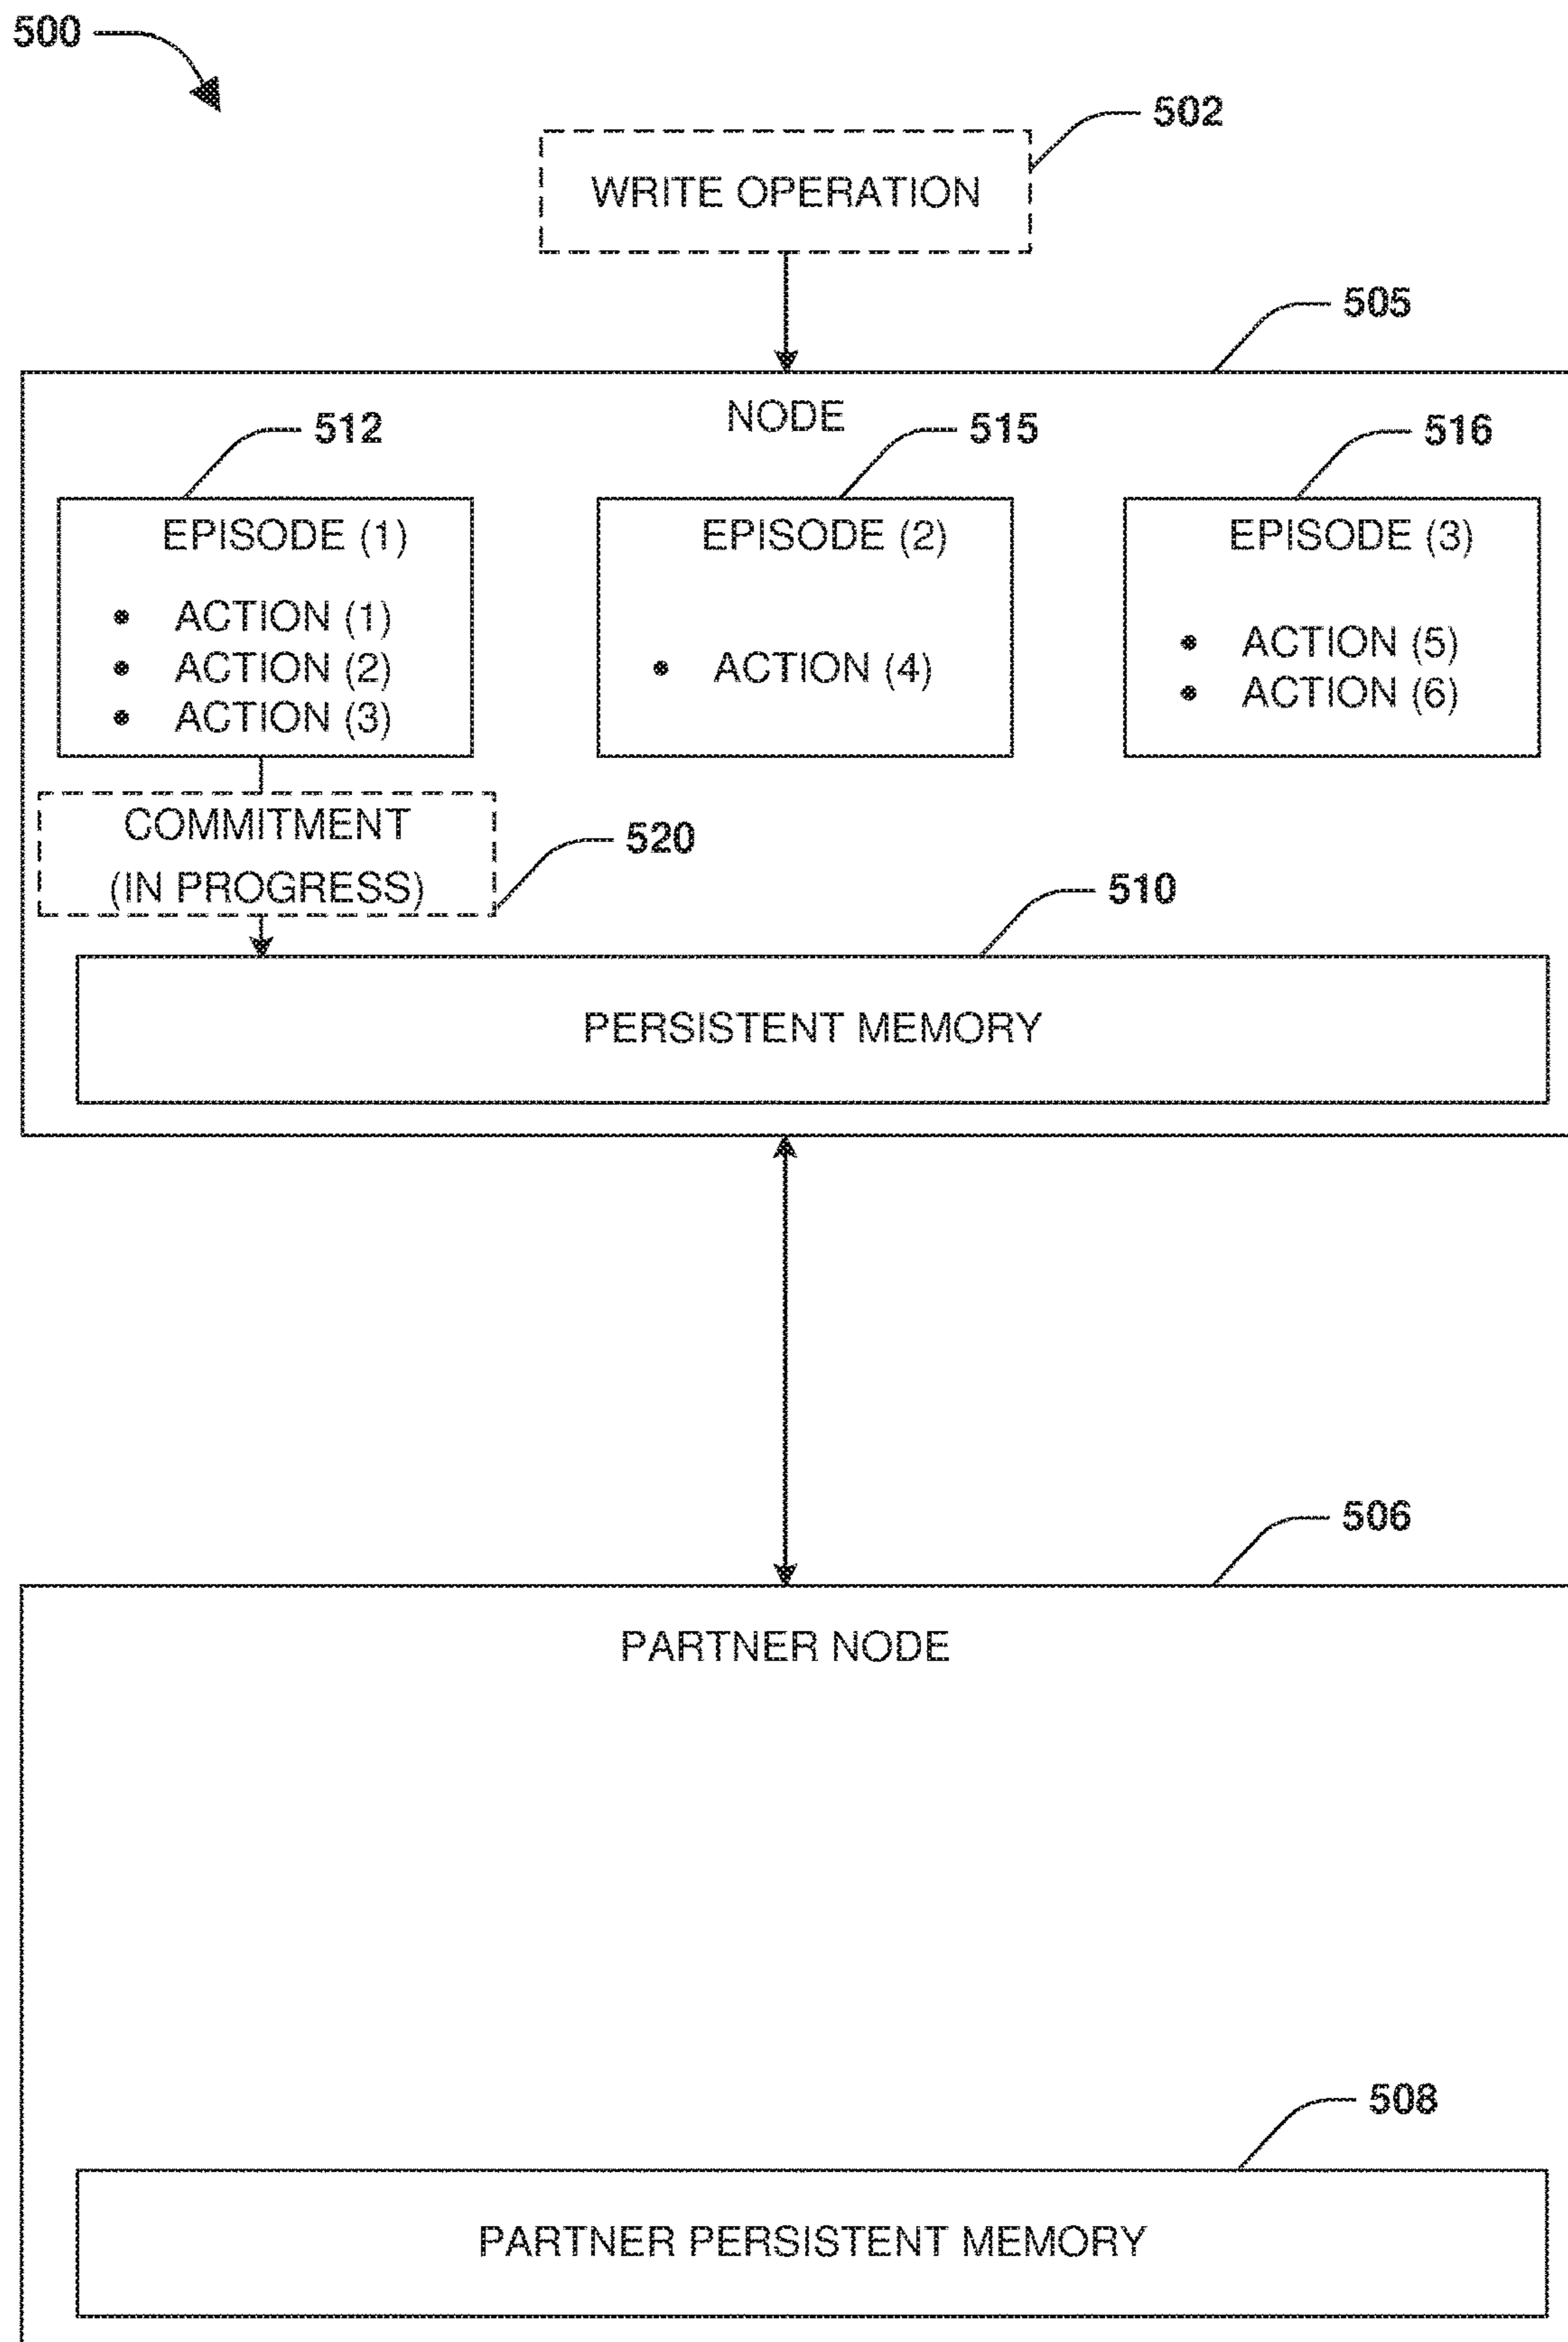 500
502
WRITE OPERATION
505
NODE
512
515
516
EPISODE (1)
• ACTION (1)
• ACTION (2)
• ACTION (3)
EPISODE (2)
• ACTION (4)
EPISODE (3)
• ACTION (5)
• ACTION (6)
COMMITMENT
(IN PROGRESS)
520
510
PERSISTENT MEMORY
506
PARTNER NODE
508
PARTNER PERSISTENT MEMORY